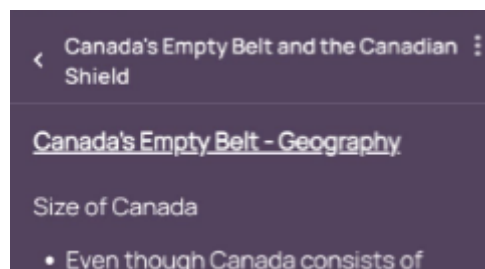 Canada's Empty Belt and the Canadian
Shield
Canada's Empty Belt - Geography
Size of Canada
• Even though Canada consists of